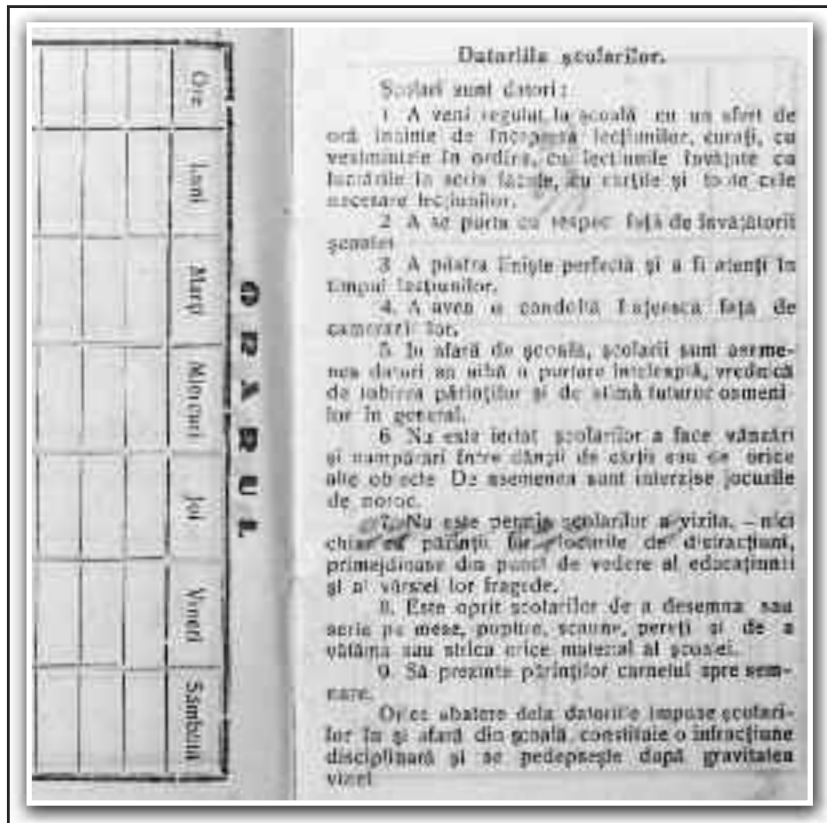 Ore
Luni
Marți
Mercuri
Joi
Vineri
Sâmbătă
ORARUL
Datoriile școlarilor.
Școlari sunt datori:
1 A veni regulat la școală cu un sfert de
oră înainte de începerea lecțiunilor, curați, cu
vestmintele în ordine, cu lecțiunile învățate cu
lucrările în scris făcute, cu cărțile și toate cele
necesare lecțiunilor.
2 A se purta cu respect față de învățătorii
școalei
3. A păstra liniște perfectă și a fi atenți în
timpul lecțiunilor.
4. A avea o conduită față de
camarazii lor.
5. În afară de școală, școlarii sunt aseme-
nea datori să aibă o purtare înțeleaptă, vrednică
de iubirea părinților și de stima tuturor oameni-
lor în general.
6. Nu este iertat școlarilor a face vânzări
și cumpărări între dânșii de cărți sau de orice
alte obiecte De asemenea sunt interzise jocurile
de noroc.
7. Nu este permis școlarilor a vizita, – nici
chiar cu părinții lor locurile de distracțiuni,
primejdioase din punct de vedere al educațiunii
și al vârstei lor fragede.
8. Este oprit școlarilor de a desemna sau
scrie pe mese, pupitre, scaune, pereți și de a
vătăma sau strica orice material al școalei.
9. Să prezinte părinților carnetul spre sem-
nare.
Orice abatere dela datoriile impuse școlari-
lor în și afară din școală, constituie o infracțiune
disciplinară și se pedepsește după gravitatea
vinei